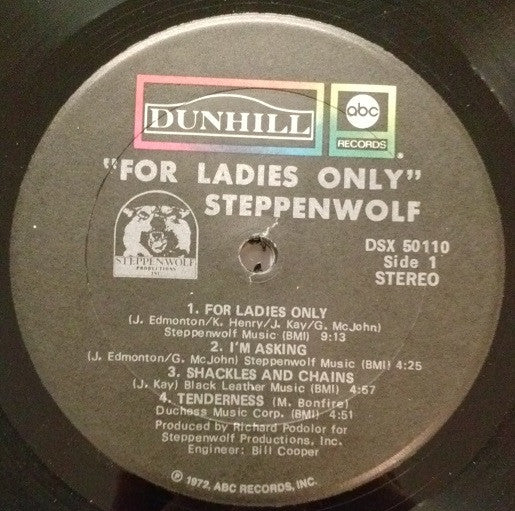 DUNHILL
abc
RECORDS
"FOR LADIES ONLY"
STEPPENWOLF
STEPPENWOLF
PRODUCTIONS
INC.
DSX 50110
Side 1
STEREO
1. FOR LADIES ONLY
(J. Edmonton/K. Henry/J. Kay/G. McJohn)
Steppenwolf Music (BMI) 9:13
2. I'M ASKING
(J. Edmonton/G. McJohn) Steppenwolf Music (BMI) 4:25
3. SHACKLES AND CHAINS
(J. Kay) Black Leather Music (BMI) 4:57
4. TENDERNESS (M. Bonfire)
Duchess Music Corp. (BMI) 4:51
Produced by Richard Podolor for
Steppenwolf Productions, Inc.
Engineer: Bill Cooper
℗ 1972, ABC RECORDS, INC.